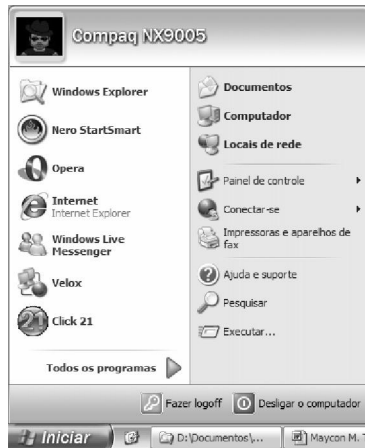 Compaq NX9005
Windows Explorer
Nero StartSmart
Opera
Internet
Internet Explorer
Windows Live
Messenger
Velox
21
Click 21
Todos os programas
Documentos
Computador
Locais de rede
Painel de controle
Conectar-se
Impressoras e aparelhos de
fax
Ajuda e suporte
Pesquisar
Executar...
Fazer logoff
Desligar o computador
Iniciar
D:\Documentos\...
Maycon M. T